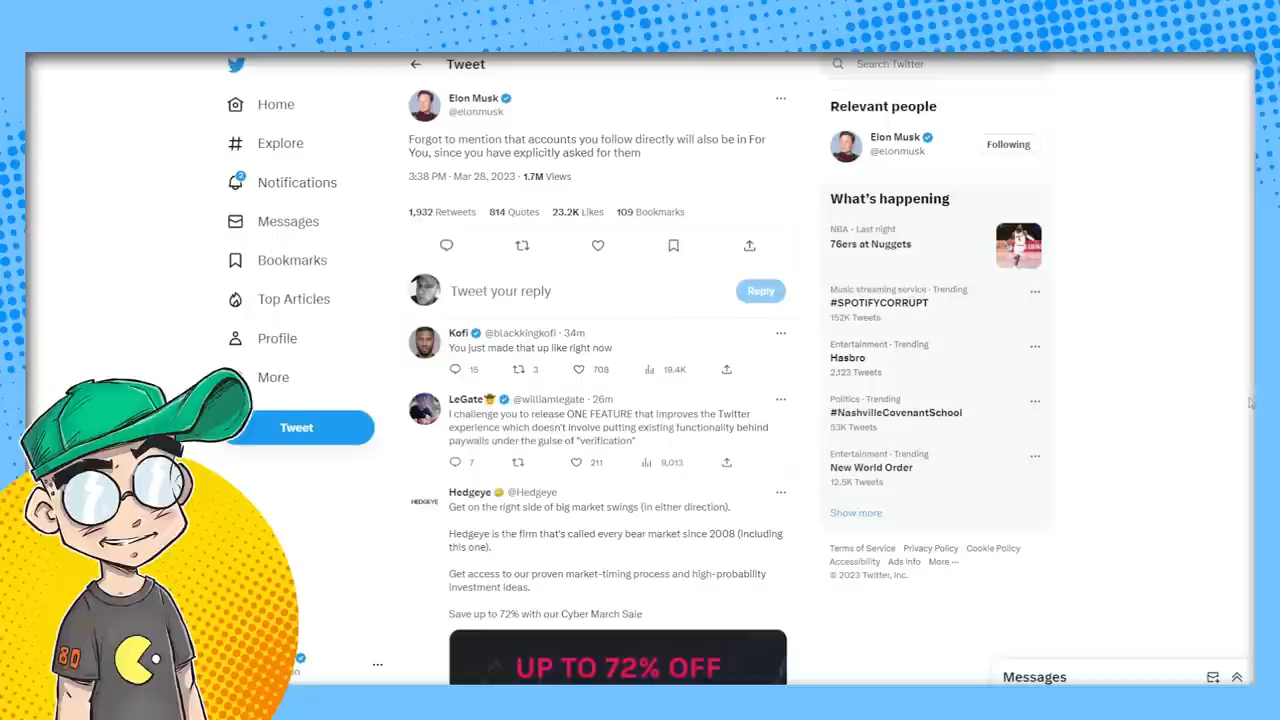 Home
Explore
2
Notifications
Messages
Bookmarks
Top Articles
Profile
More
Tweet
80
Tweet
Elon Musk
@elonmusk
Forgot to mention that accounts you follow directly will also be in For
You, since you have explicitly asked for them
3:38 PM · Mar 28, 2023 · 1.7M Views
1,932 Retweets 814 Quotes 23.2K Likes 109 Bookmarks
Tweet your reply
Reply
Kofi @blackkingkofi · 34m
You just made that up like right now
15 3 708 19.4K
LeGate @williamlegate · 26m
I challenge you to release ONE FEATURE that improves the Twitter
experience which doesn't involve putting existing functionality behind
paywalls under the guise of "verification"
7 211 9,013
HEDGEYE
Hedgeye @Hedgeye
Get on the right side of big market swings (in either direction).
Hedgeye is the firm that's called every bear market since 2008 (including
this one).
Get access to our proven market-timing process and high-probability
investment ideas.
Save up to 72% with our Cyber March Sale
UP TO 72% OFF
Search Twitter
Relevant people
Elon Musk
@elonmusk
Following
What's happening
NBA · Last night
76ers at Nuggets
Music streaming service · Trending
#SPOTIFYCORRUPT
152K Tweets
Entertainment · Trending
Hasbro
2,123 Tweets
Politics · Trending
#NashvilleCovenantSchool
53K Tweets
Entertainment · Trending
New World Order
12.5K Tweets
Show more
Terms of Service Privacy Policy Cookie Policy
Accessibility Ads info More ···
© 2023 Twitter, Inc.
Messages